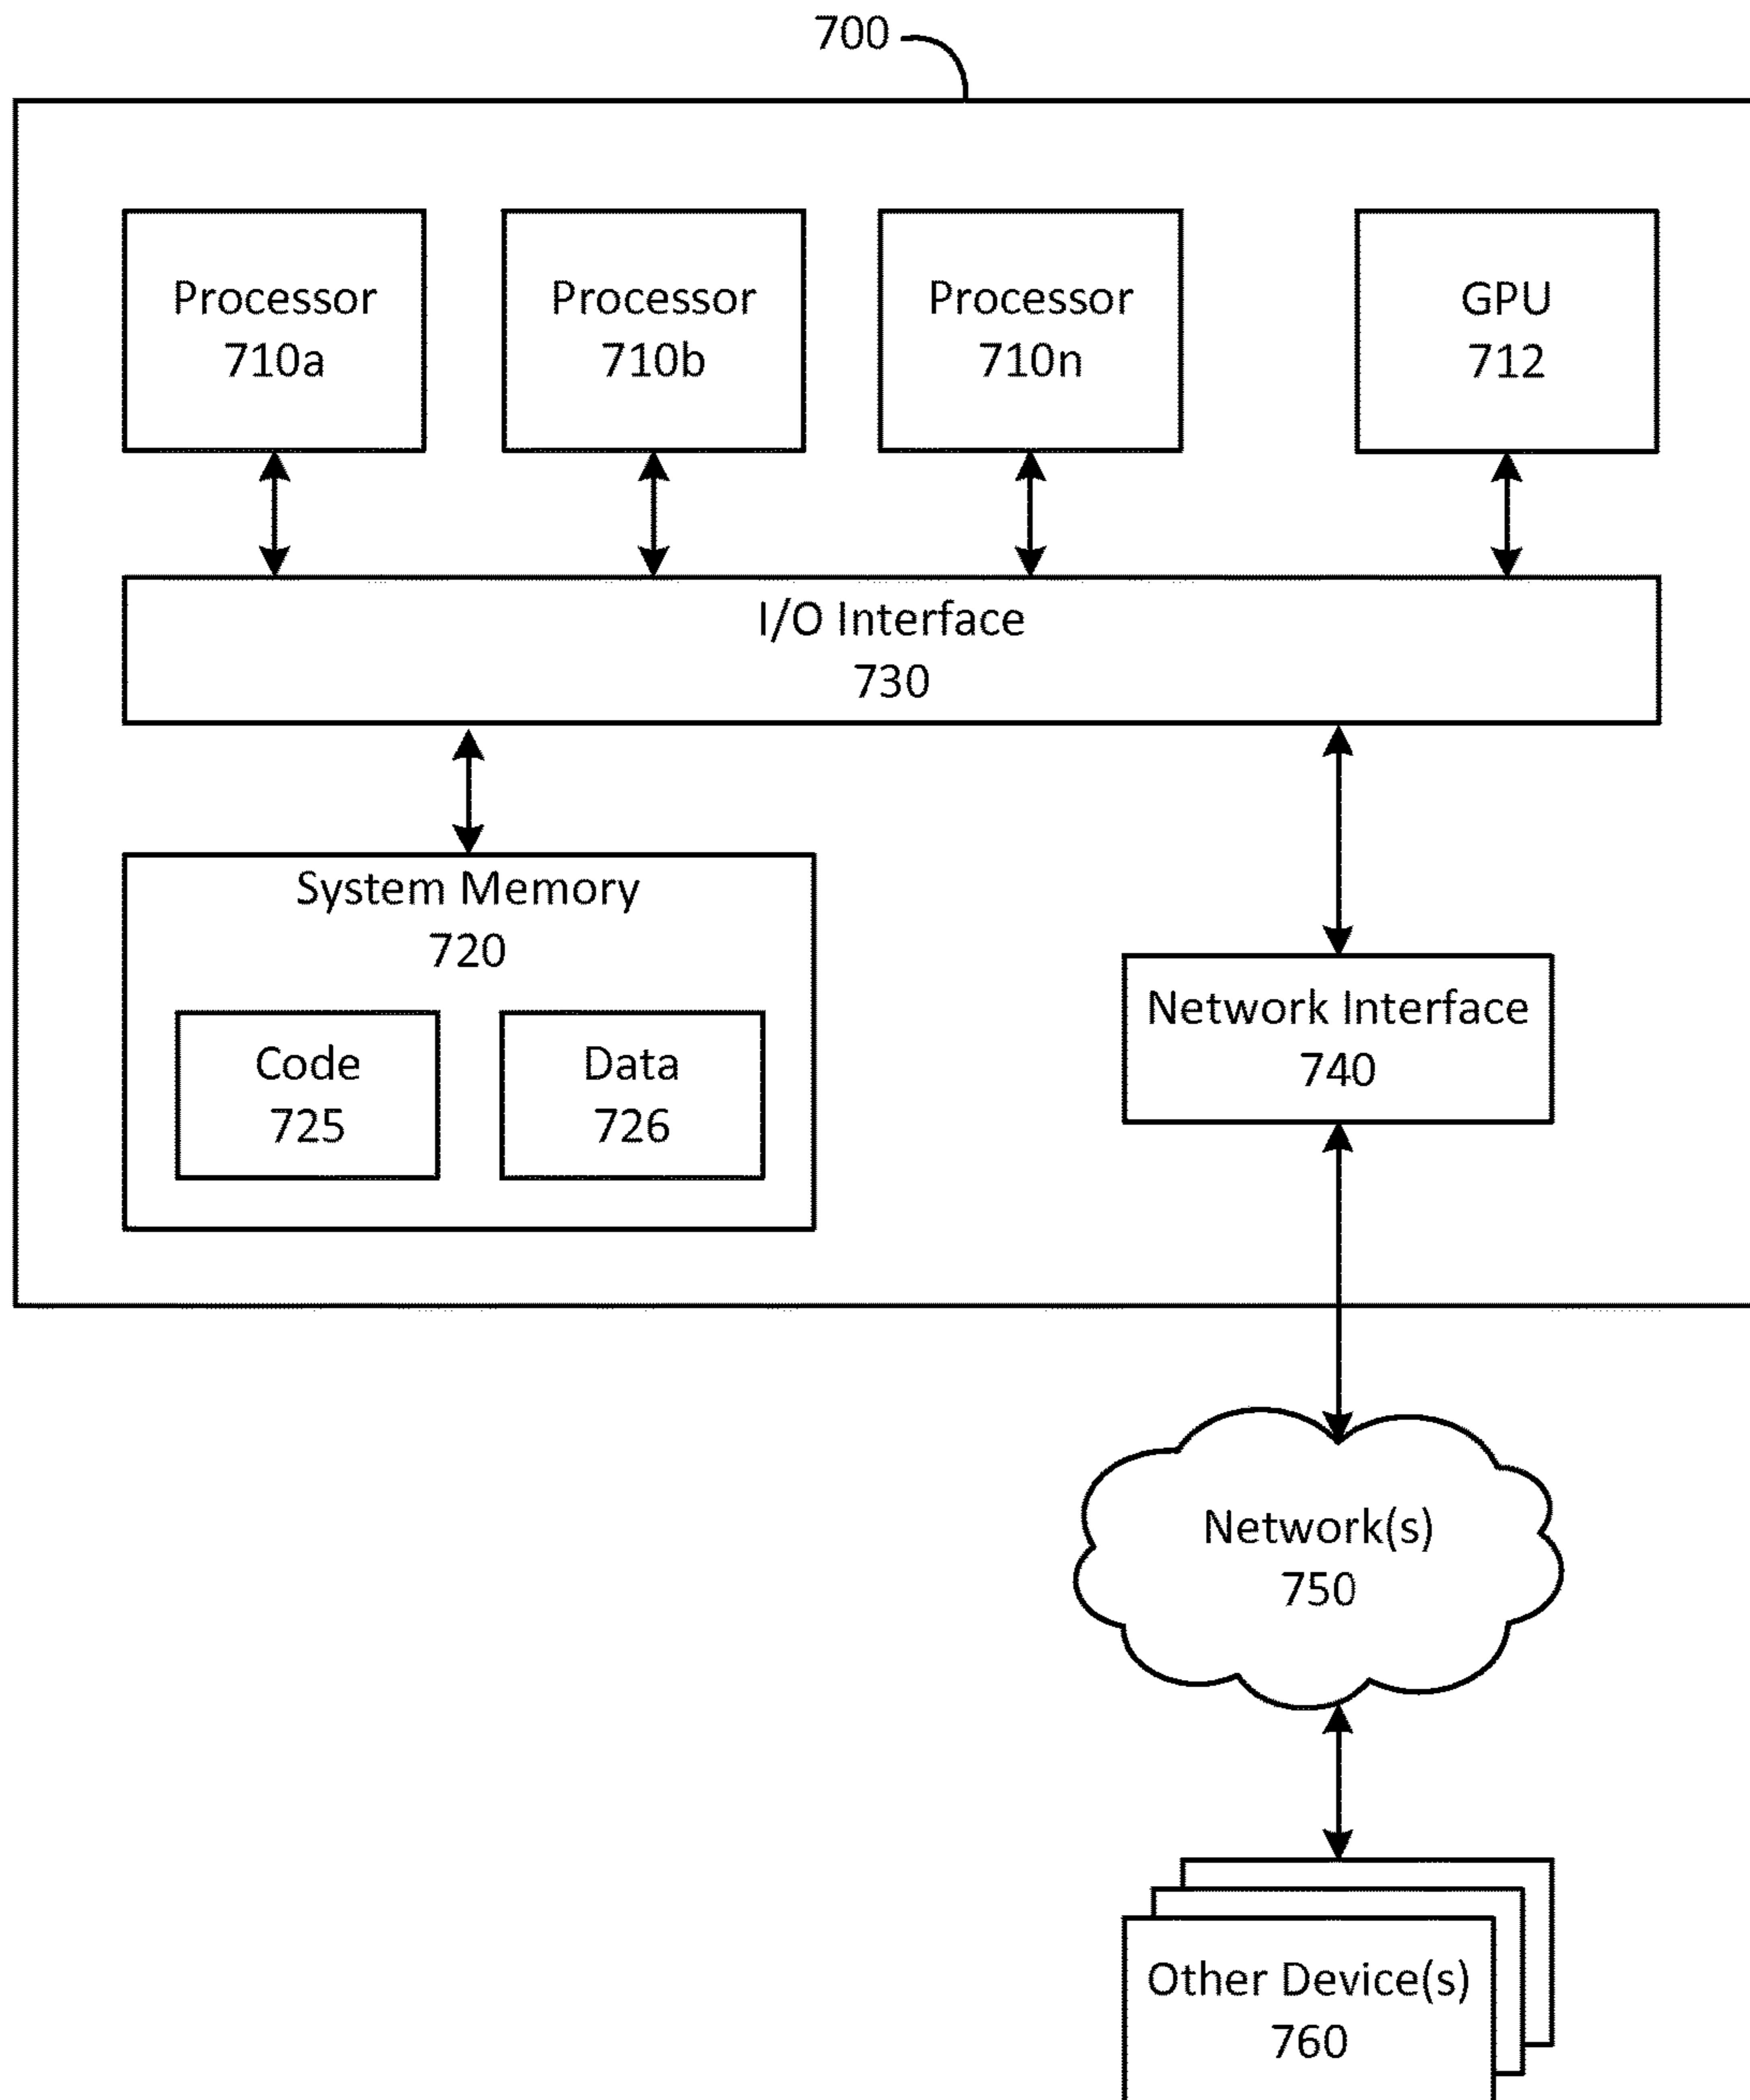 700
Processor
710a
Processor
710b
Processor
710n
GPU
712
I/O Interface
730
System Memory
720
Code
725
Data
726
Network Interface
740
Network(s)
750
Other Device(s)
760